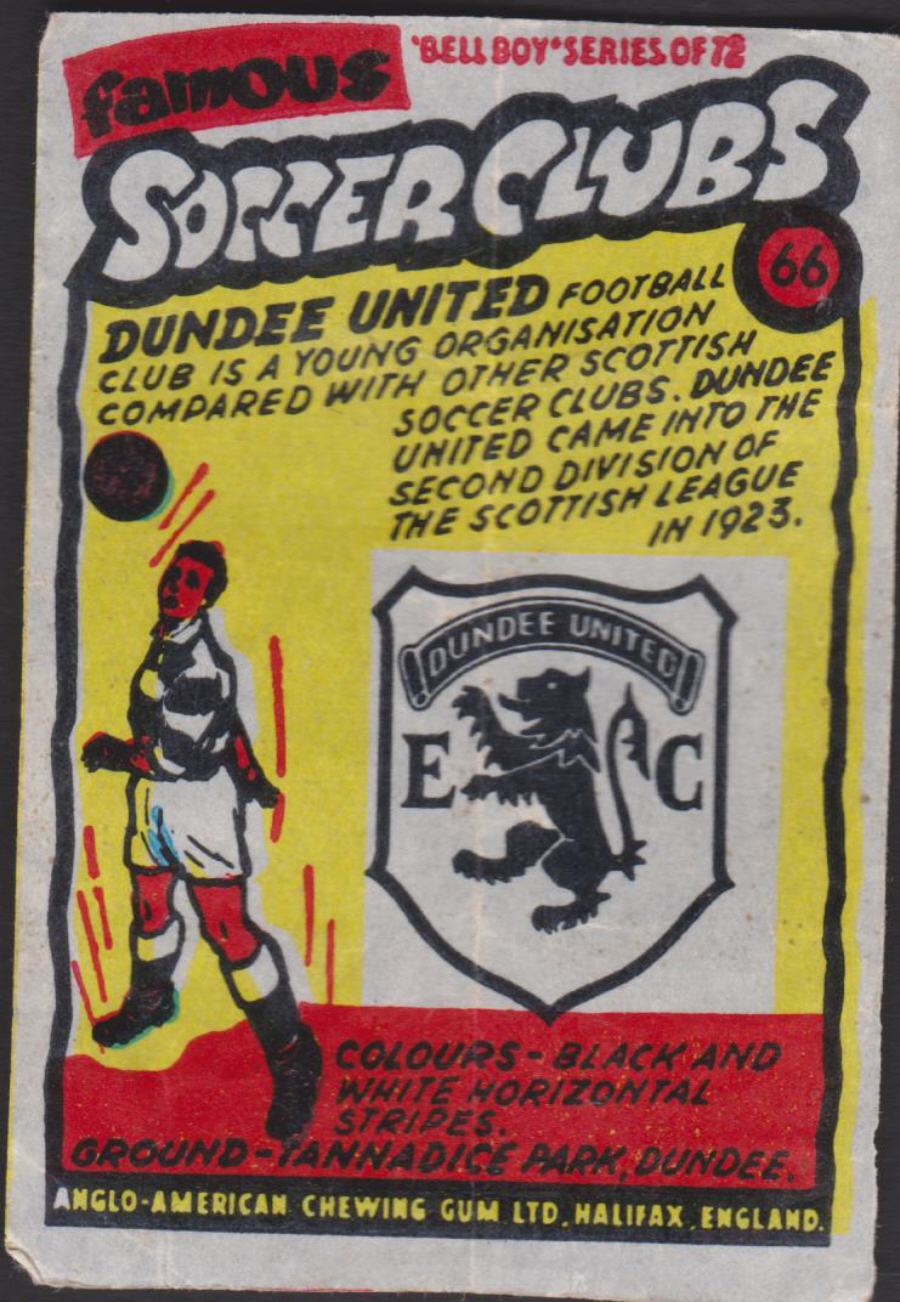 famous
'BELL BOY' SERIES OF 72
SOCCER CLUBS
66
DUNDEE UNITED FOOTBALL
CLUB IS A YOUNG ORGANISATION
COMPARED WITH OTHER SCOTTISH
SOCCER CLUBS. DUNDEE
UNITED CAME INTO THE
SECOND DIVISION OF
THE SCOTTISH LEAGUE
IN 1923.
DUNDEE UNITED
E C
COLOURS - BLACK AND
WHITE HORIZONTAL
STRIPES.
GROUND - TANNADICE PARK, DUNDEE.
ANGLO-AMERICAN CHEWING GUM LTD, HALIFAX, ENGLAND.